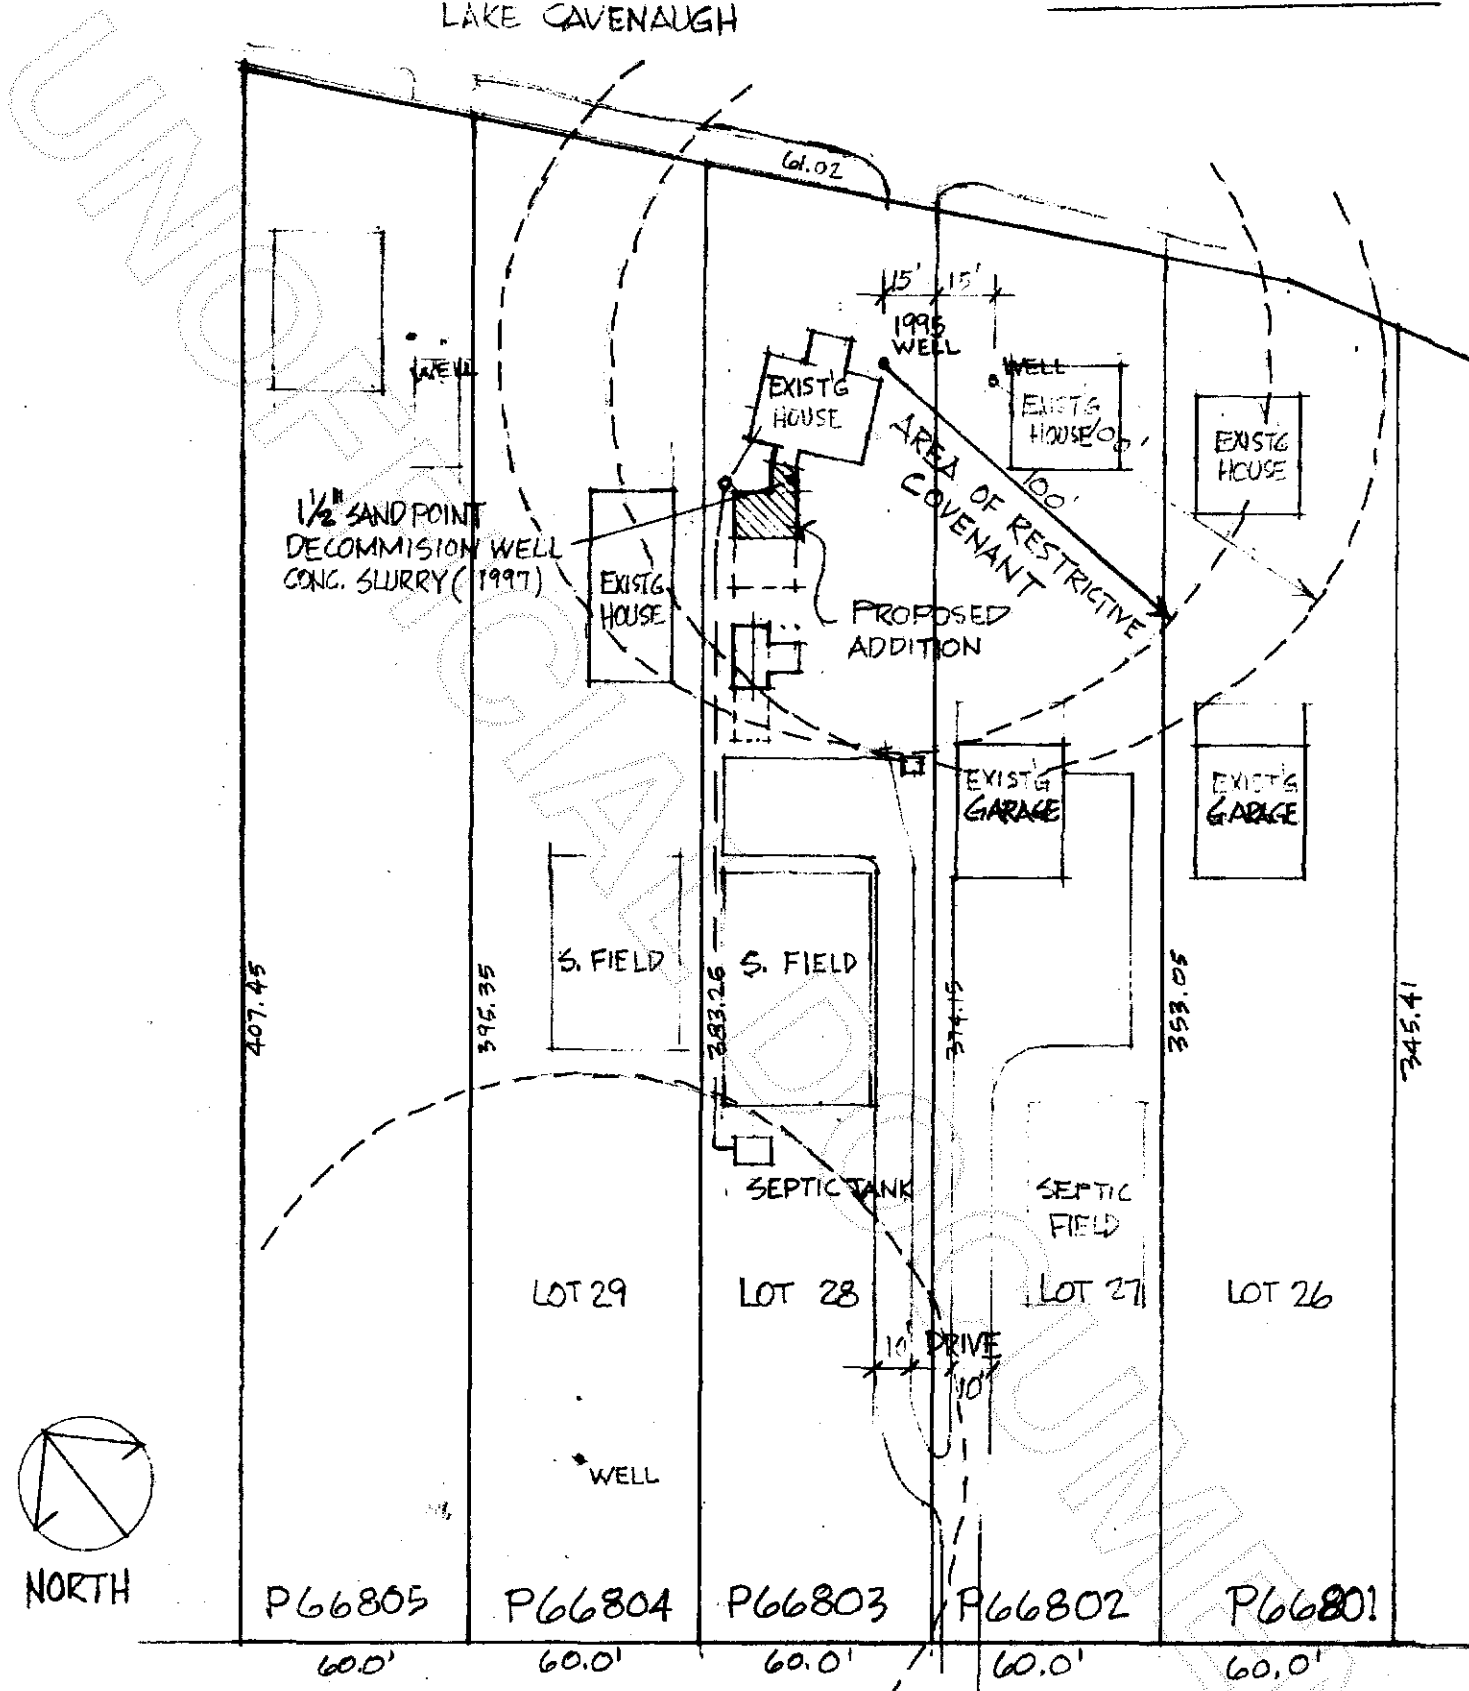 LAKE CAVENAUGH
61.02
15' 15'
1995
WELL
WELL
WELL
EXIST'G
HOUSE
EXIST'G
HOUSE
EXIST'G
HOUSE
AREA OF RESTRICTIVE
COVENANT
100'
1½" SAND POINT
DECOMMISION WELL
CONC. SLURRY (1997)
EXIST'G
HOUSE
PROPOSED
ADDITION
EXIST'G
GARAGE
EXIST'G
GARAGE
S. FIELD
S. FIELD
407.45
395.35
383.26
374.15
353.05
345.41
SEPTIC TANK
SEPTIC
FIELD
LOT 29
LOT 28
LOT 27
LOT 26
10' DRIVE
10'
WELL
NORTH
P66805
P66804
P66803
P66802
P66801
60.0'
60.0'
60.0'
60.0'
60.0'
UNOFFICIAL DOCUME